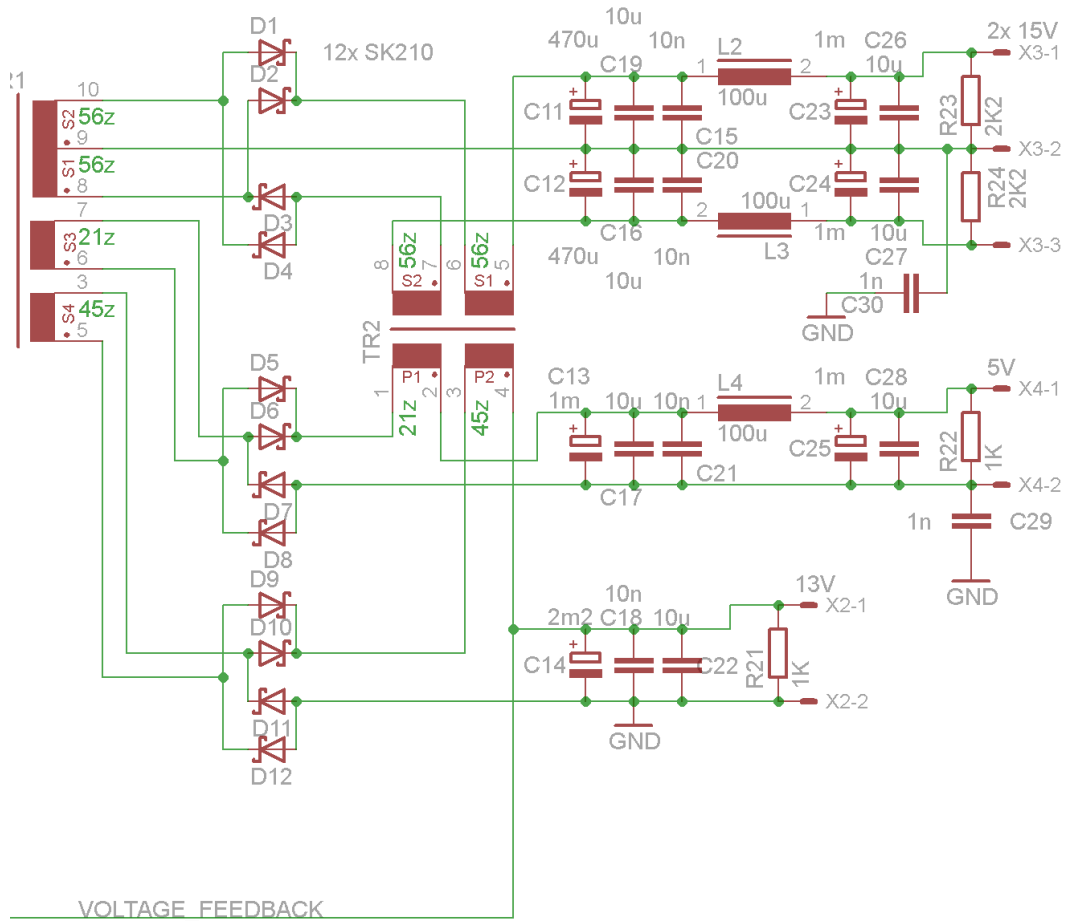 10u
D1
2x 15V
470u
10n
L2
1m
C26
12x SK210
X3-1
D2
C19
1
2
10u
10
S2
56z
100u
C11
+
+
C23
R23
2K2
9
C15
X3-2
S1
56z
C20
8
C12
+
+
C24
R24
2K2
7
D3
C16
2
100u
1
1m
10u
X3-3
S3
21z
6
D4
8
56z
7
6
56z
5
470u
10n
L3
C27
3
S2
S1
10u
1n
S4
45z
C30
5
GND
TR2
D5
C13
L4
1m
C28
5V
P1
P2
X4-1
1
2
3
4
1m
10u
10n
1
2
10u
D6
21z
45z
+
100u
C25
+
R22
1K
C21
X4-2
D7
C17
1n
C29
D8
D9
13V
GND
10n
X2-1
D10
2m2
C18
10u
+
C14
C22
R21
1K
X2-2
D11
GND
D12
VOLTAGE FEEDBACK